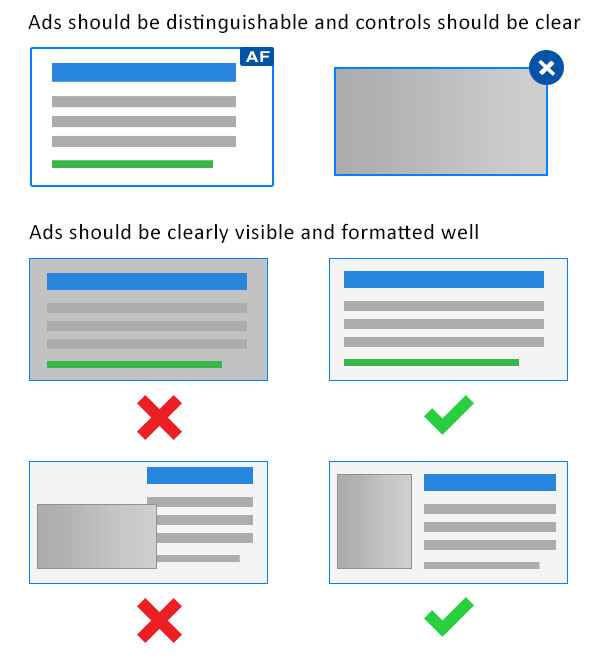 Ads should be distinguishable and controls should be clear
AF
Ads should be clearly visible and formatted well